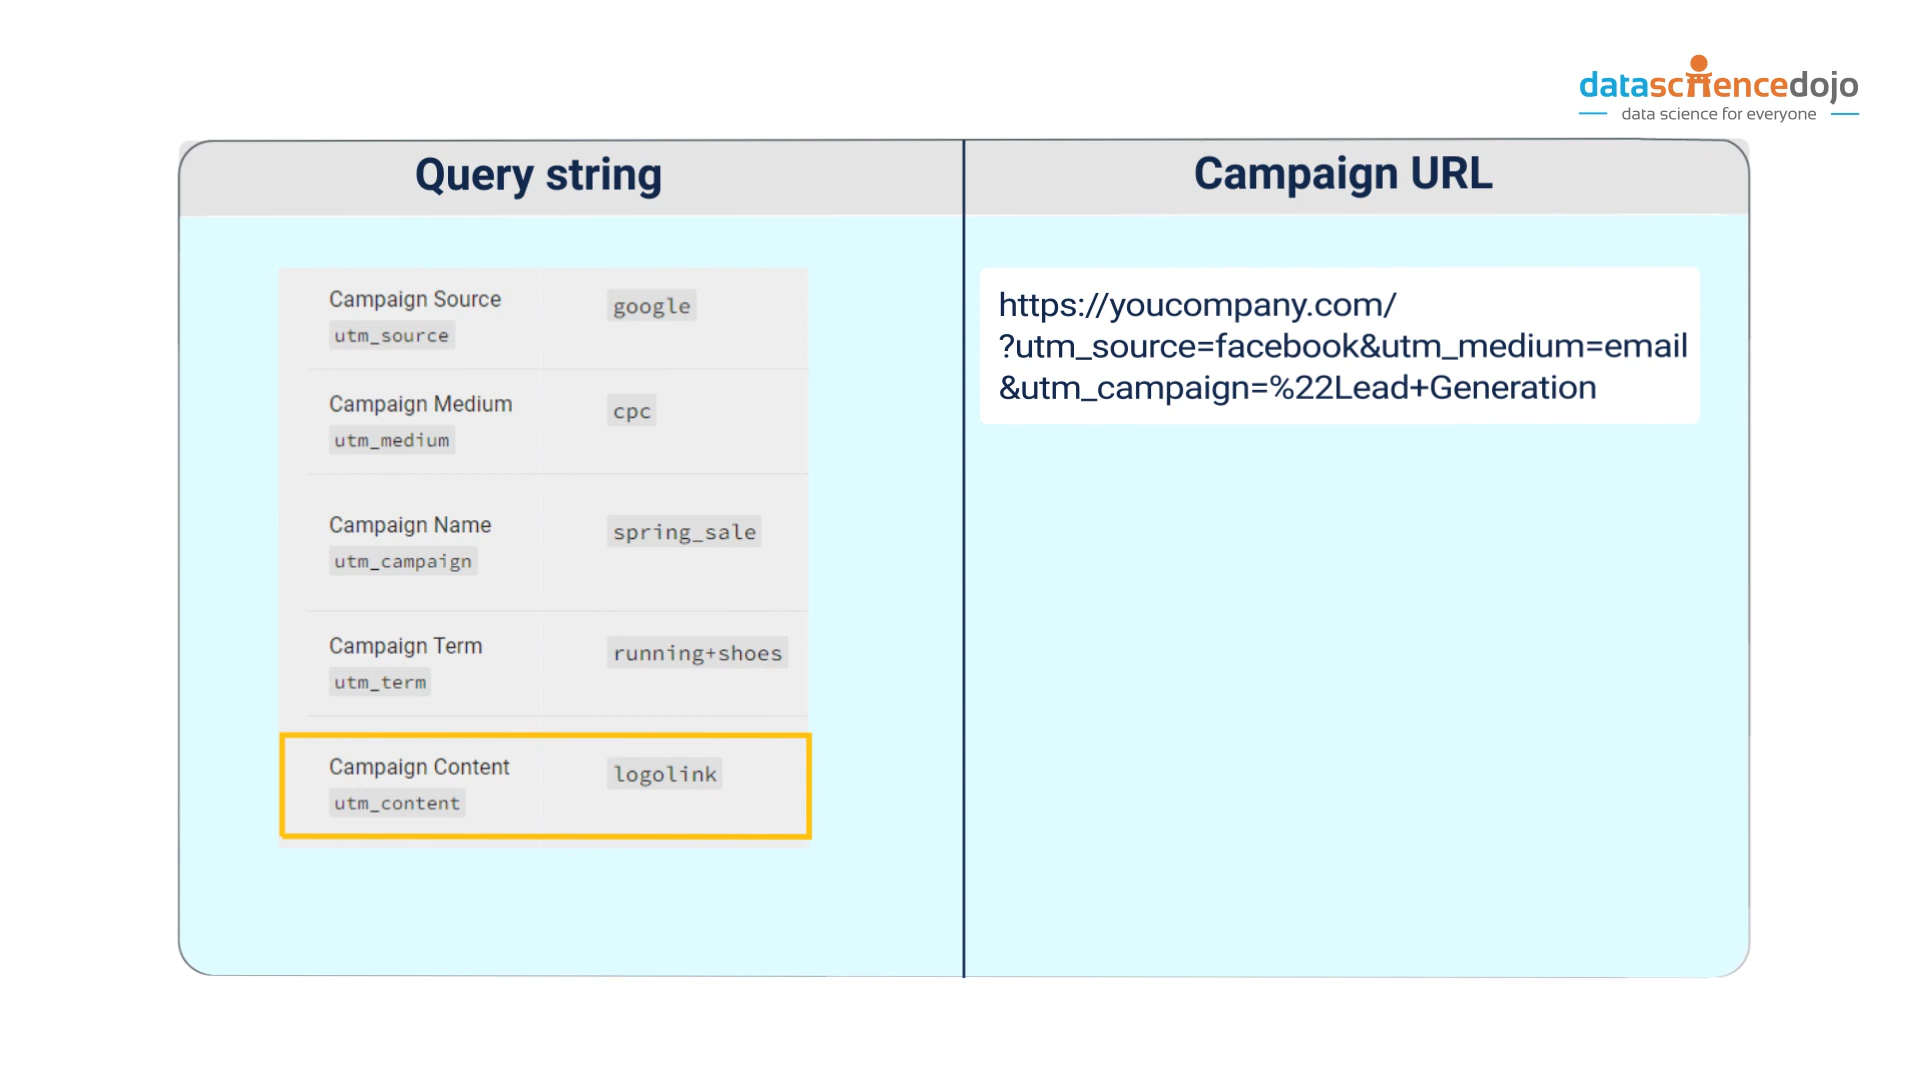 datasciencedojo
data science for everyone
Query string
Campaign URL
Campaign Source
utm_source
google
Campaign Medium
utm_medium
cpc
Campaign Name
utm_campaign
spring_sale
Campaign Term
utm_term
running+shoes
Campaign Content
utm_content
logolink
https://youcompany.com/
?utm_source=facebook&utm_medium=email
&utm_campaign=%22Lead+Generation